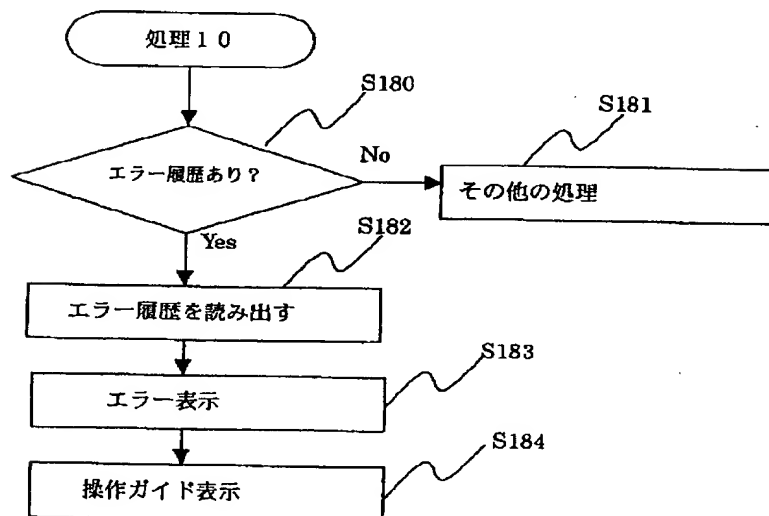 処理１０
S180
S181
エラー履歴あり？
No
その他の処理
Yes
S182
エラー履歴を読み出す
S183
エラー表示
S184
操作ガイド表示